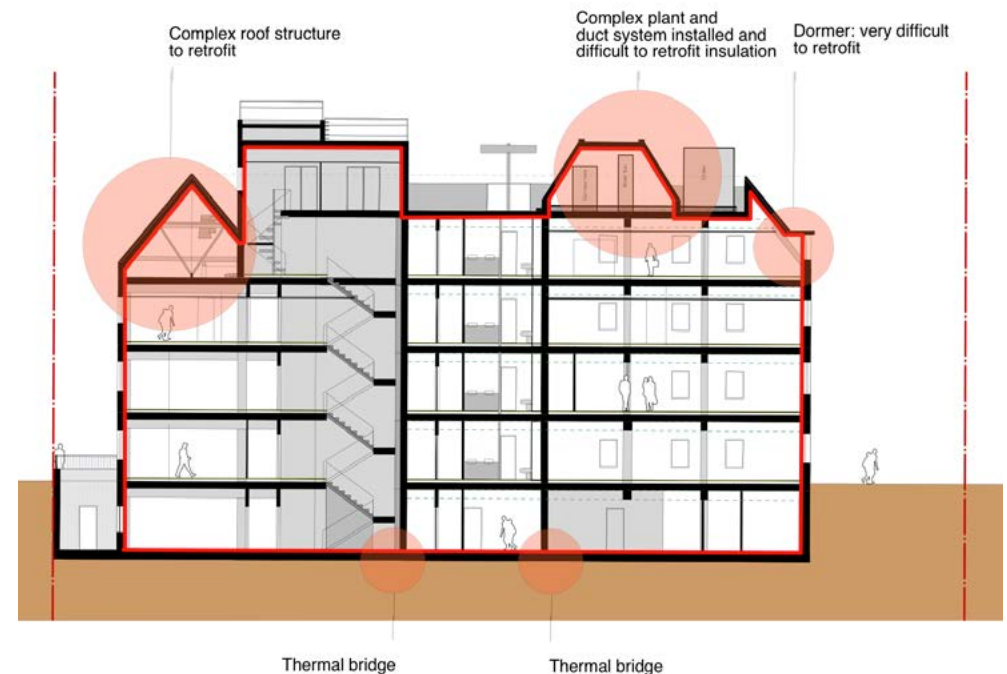 Complex roof structure
to retrofit
Complex plant and
duct system installed and
difficult to retrofit insulation
Dormer: very difficult
to retrofit
Thermal bridge
Thermal bridge